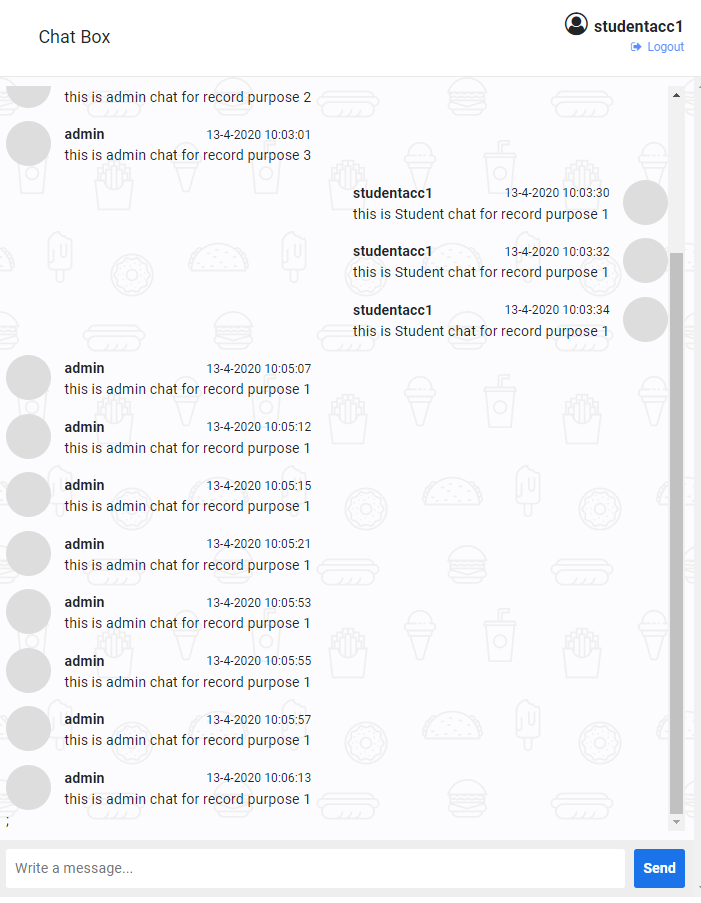 Chat Box
studentacc1
Logout
this is admin chat for record purpose 2
admin 13-4-2020 10:03:01
this is admin chat for record purpose 3
studentacc1 13-4-2020 10:03:30
this is Student chat for record purpose 1
studentacc1 13-4-2020 10:03:32
this is Student chat for record purpose 1
studentacc1 13-4-2020 10:03:34
this is Student chat for record purpose 1
admin 13-4-2020 10:05:07
this is admin chat for record purpose 1
admin 13-4-2020 10:05:12
this is admin chat for record purpose 1
admin 13-4-2020 10:05:15
this is admin chat for record purpose 1
admin 13-4-2020 10:05:21
this is admin chat for record purpose 1
admin 13-4-2020 10:05:53
this is admin chat for record purpose 1
admin 13-4-2020 10:05:55
this is admin chat for record purpose 1
admin 13-4-2020 10:05:57
this is admin chat for record purpose 1
admin 13-4-2020 10:06:13
this is admin chat for record purpose 1
;
Write a message...
Send